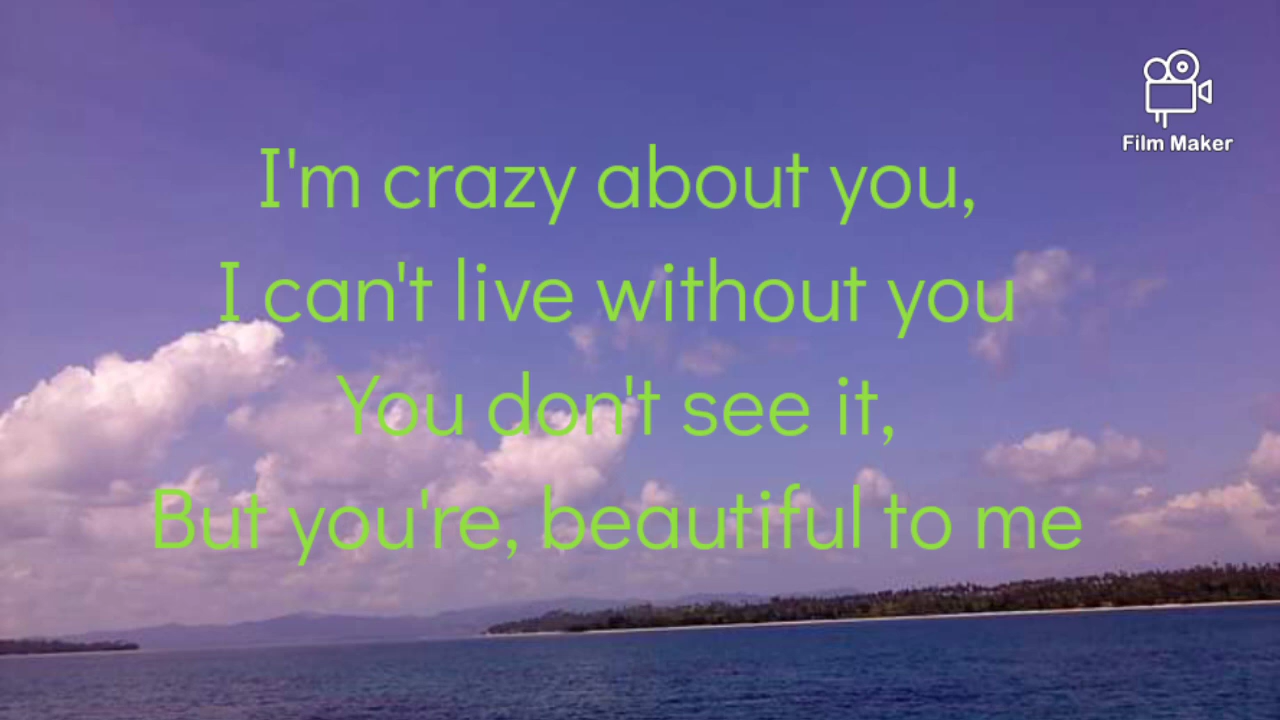 Film Maker
I'm crazy about you,
I can't live without you
You don't see it,
But you're, beautiful to me